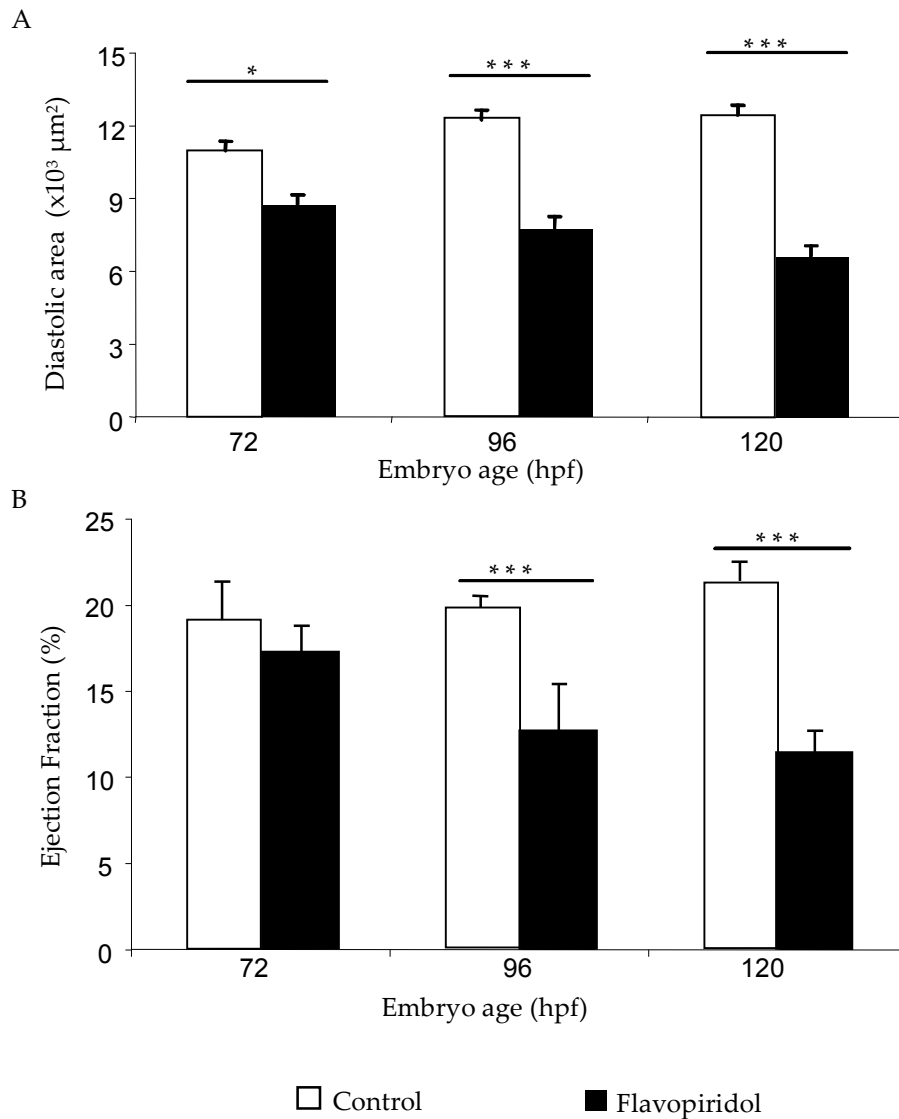 A
* *** ***
15
12
9
6
3
0
Diastolic area (x10³ µm²)
72 96 120
Embryo age (hpf)
B
*** ***
25
20
15
10
5
0
Ejection Fraction (%)
72 96 120
Embryo age (hpf)
Control Flavopiridol